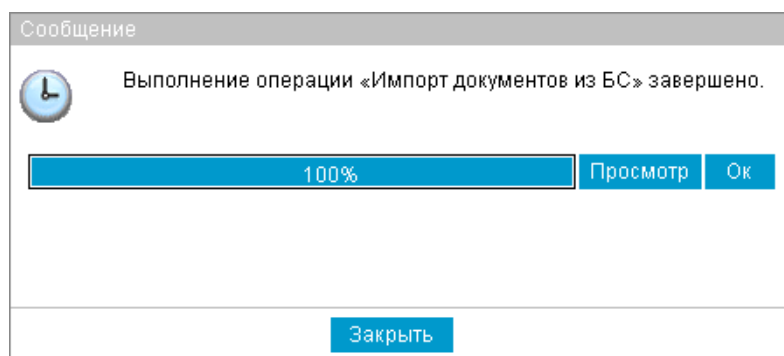 Сообщение
Выполнение операции «Импорт документов из БС» завершено.
100% Просмотр Ок
Закрыть